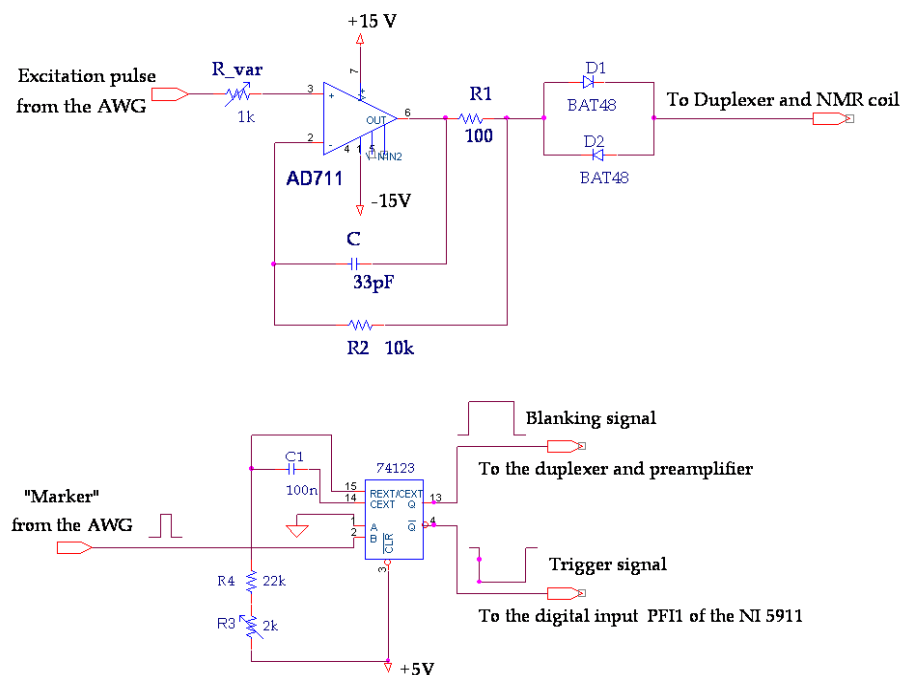 +15 V
Excitation pulse
from the AWG
R_var
1k
3
2
7
+
-
V+
OUT
6
4
1
5
N1
N2
AD711
-15V
R1
100
D1
BAT48
D2
BAT48
To Duplexer and NMR coil
C
33pF
R2 10k
"Marker"
from the AWG
C1
100n
74123
15
14
1
2
REXT/CEXT
CEXT
A
B
CLR
Q
Q
13
4
3
R4 22k
R3 2k
+5V
Blanking signal
To the duplexer and preamplifier
Trigger signal
To the digital input PFI1 of the NI 5911